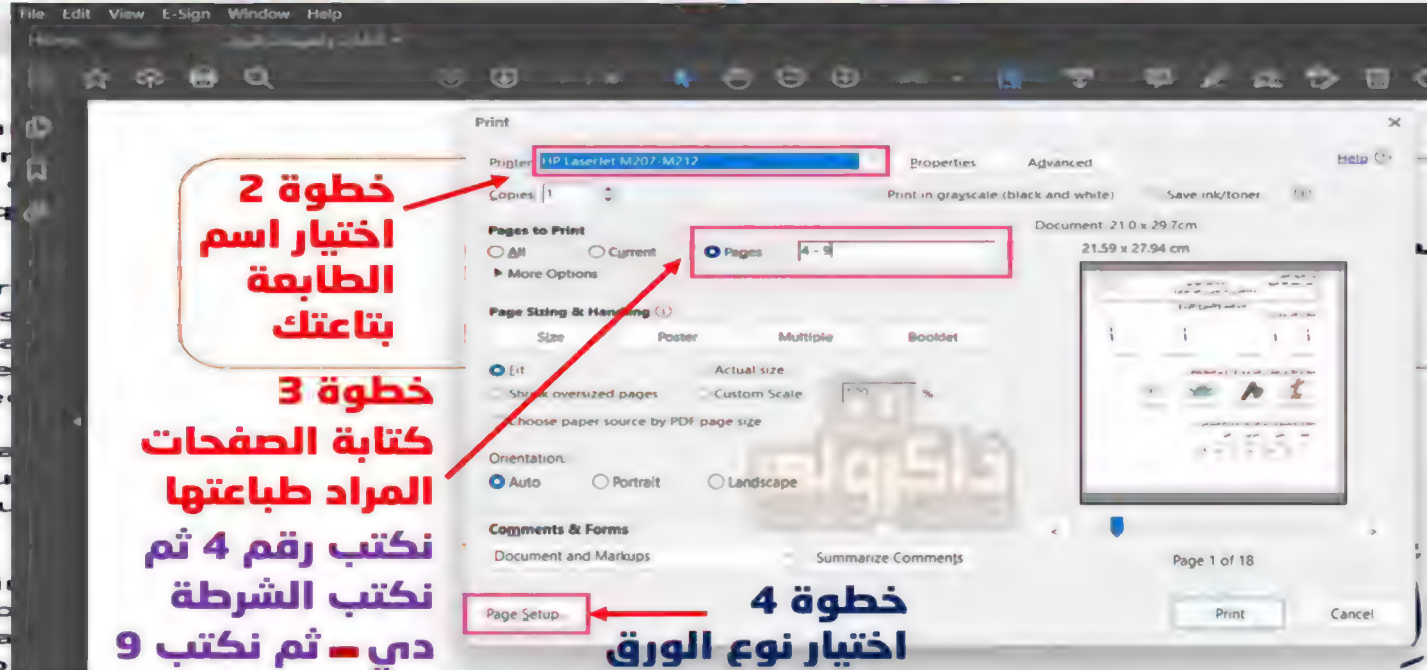 File Edit View E-Sign Window Help
Print
Printer HP LaserJet M207-M212 Properties Advanced Help
Copies 1 Print in grayscale (black and white) Save ink/toner
Pages to Print
All Current Pages 4 - 9
More Options
Document 21.0 x 29.7cm
21.59 x 27.94 cm
Page Sizing & Handling
Size Poster Multiple Booklet
Fit Actual size
Shrink oversized pages Custom Scale 100 %
Choose paper source by PDF page size
Orientation:
Auto Portrait Landscape
Comments & Forms
Document and Markups Summarize Comments
Page 1 of 18
Page Setup... Print Cancel
خطوة 2
اختيار اسم
الطابعة
بتاعتك
خطوة 3
كتابة الصفحات
المراد طباعتها
نكتب رقم 4 ثم
نكتب الشرطة
دي - ثم نكتب 9
خطوة 4
اختيار نوع الورق
ذاكرولي